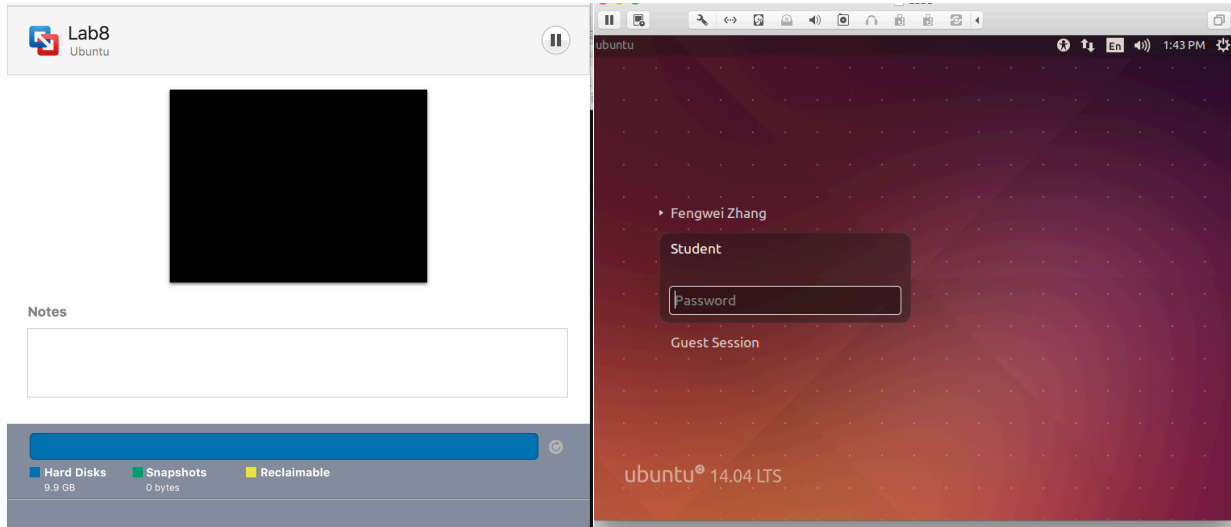 Lab8
Ubuntu
Notes
Hard Disks
9.9 GB
Snapshots
0 bytes
Reclaimable
ubuntu
En
1:43 PM
Fengwei Zhang
Student
Password
Guest Session
ubuntu 14.04 LTS